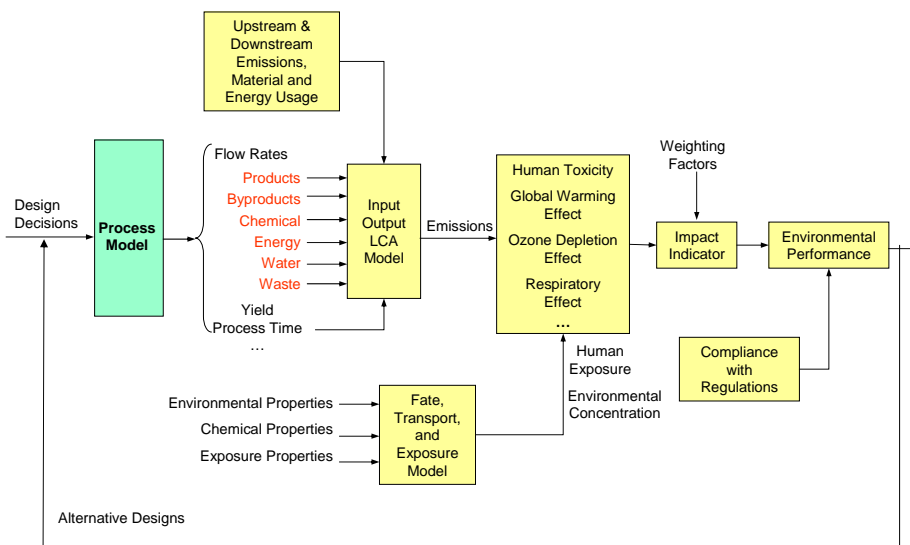 Upstream &
Downstream
Emissions,
Material and
Energy Usage
Design
Decisions
Process
Model
Flow Rates
Products
Byproducts
Chemical
Energy
Water
Waste
Yield
Process Time
...
Input
Output
LCA
Model
Emissions
Human Toxicity
Global Warming
Effect
Ozone Depletion
Effect
Respiratory
Effect
...
Weighting
Factors
Impact
Indicator
Environmental
Performance
Compliance
with
Regulations
Human
Exposure
Environmental
Concentration
Environmental Properties
Chemical Properties
Exposure Properties
Fate,
Transport,
and
Exposure
Model
Alternative Designs